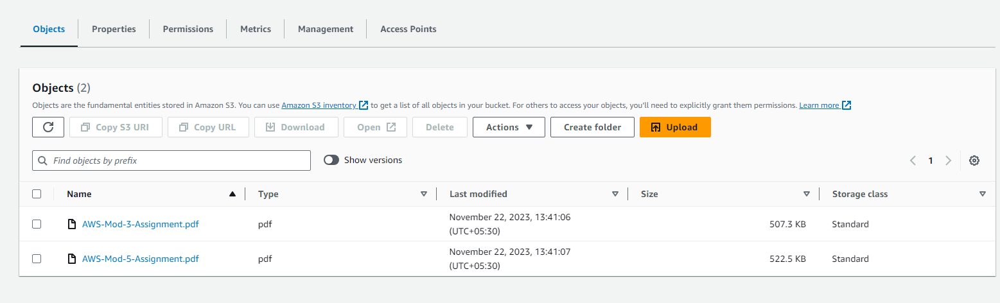 Objects Properties Permissions Metrics Management Access Points
Objects (2)
Objects are the fundamental entities stored in Amazon S3. You can use Amazon S3 inventory to get a list of all objects in your bucket. For others to access your objects, you'll need to explicitly grant them permissions. Learn more
Copy S3 URI Copy URL Download Open Delete Actions Create folder Upload
Find objects by prefix Show versions 1
Name Type Last modified Size Storage class
AWS-Mod-3-Assignment.pdf pdf November 22, 2023, 13:41:06 (UTC+05:30) 507.3 KB Standard
AWS-Mod-5-Assignment.pdf pdf November 22, 2023, 13:41:07 (UTC+05:30) 522.5 KB Standard